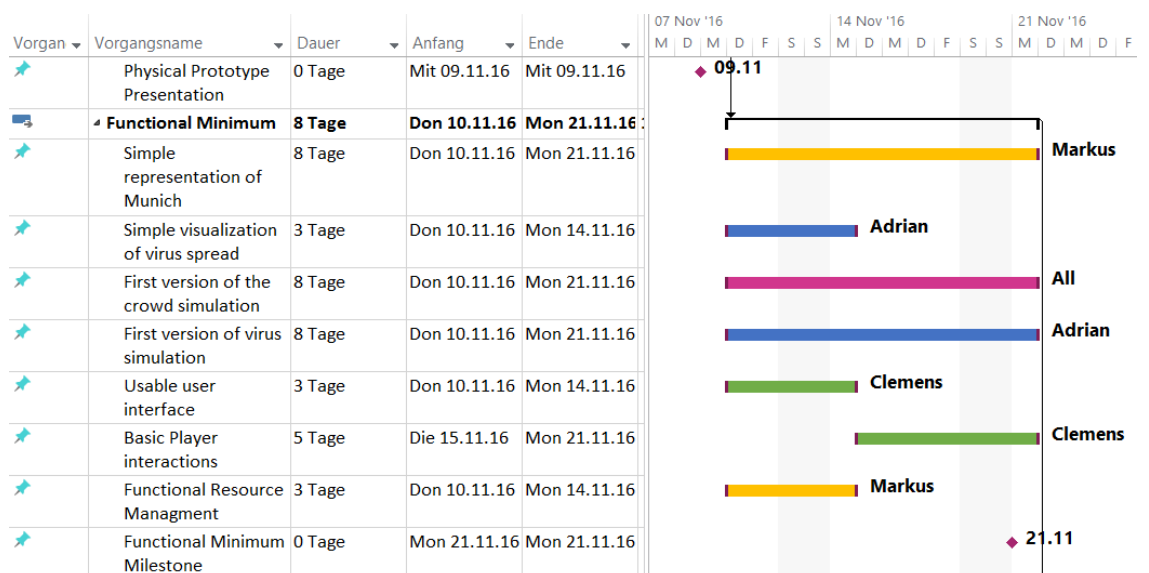 07 Nov '16 14 Nov '16 21 Nov '16
Vorgan Vorgangsname Dauer Anfang Ende M D M D F S S M D M D F S S M D M D F
Physical Prototype 0 Tage Mit 09.11.16 Mit 09.11.16 09.11
Presentation
Functional Minimum 8 Tage Don 10.11.16 Mon 21.11.16
Simple 8 Tage Don 10.11.16 Mon 21.11.16 Markus
representation of
Munich
Simple visualization 3 Tage Don 10.11.16 Mon 14.11.16 Adrian
of virus spread
First version of the 8 Tage Don 10.11.16 Mon 21.11.16 All
crowd simulation
First version of virus 8 Tage Don 10.11.16 Mon 21.11.16 Adrian
simulation
Usable user 3 Tage Don 10.11.16 Mon 14.11.16 Clemens
interface
Basic Player 5 Tage Die 15.11.16 Mon 21.11.16 Clemens
interactions
Functional Resource 3 Tage Don 10.11.16 Mon 14.11.16 Markus
Managment
Functional Minimum 0 Tage Mon 21.11.16 Mon 21.11.16 21.11
Milestone